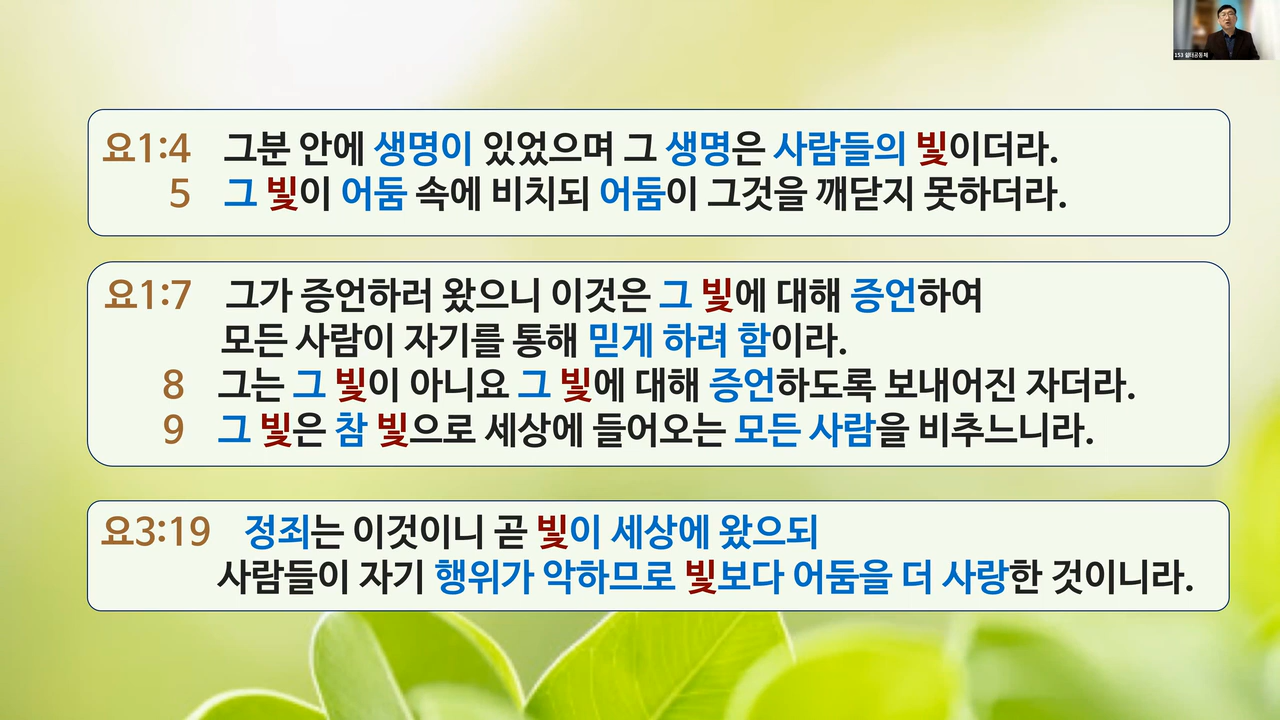 153 쉴터공동체
요1:4 그분 안에 생명이 있었으며 그 생명은 사람들의 빛이더라.
5 그 빛이 어둠 속에 비치되 어둠이 그것을 깨닫지 못하더라.
요1:7 그가 증언하러 왔으니 이것은 그 빛에 대해 증언하여
모든 사람이 자기를 통해 믿게 하려 함이라.
8 그는 그 빛이 아니요 그 빛에 대해 증언하도록 보내어진 자더라.
9 그 빛은 참 빛으로 세상에 들어오는 모든 사람을 비추느니라.
요3:19 정죄는 이것이니 곧 빛이 세상에 왔으되
사람들이 자기 행위가 악하므로 빛보다 어둠을 더 사랑한 것이니라.